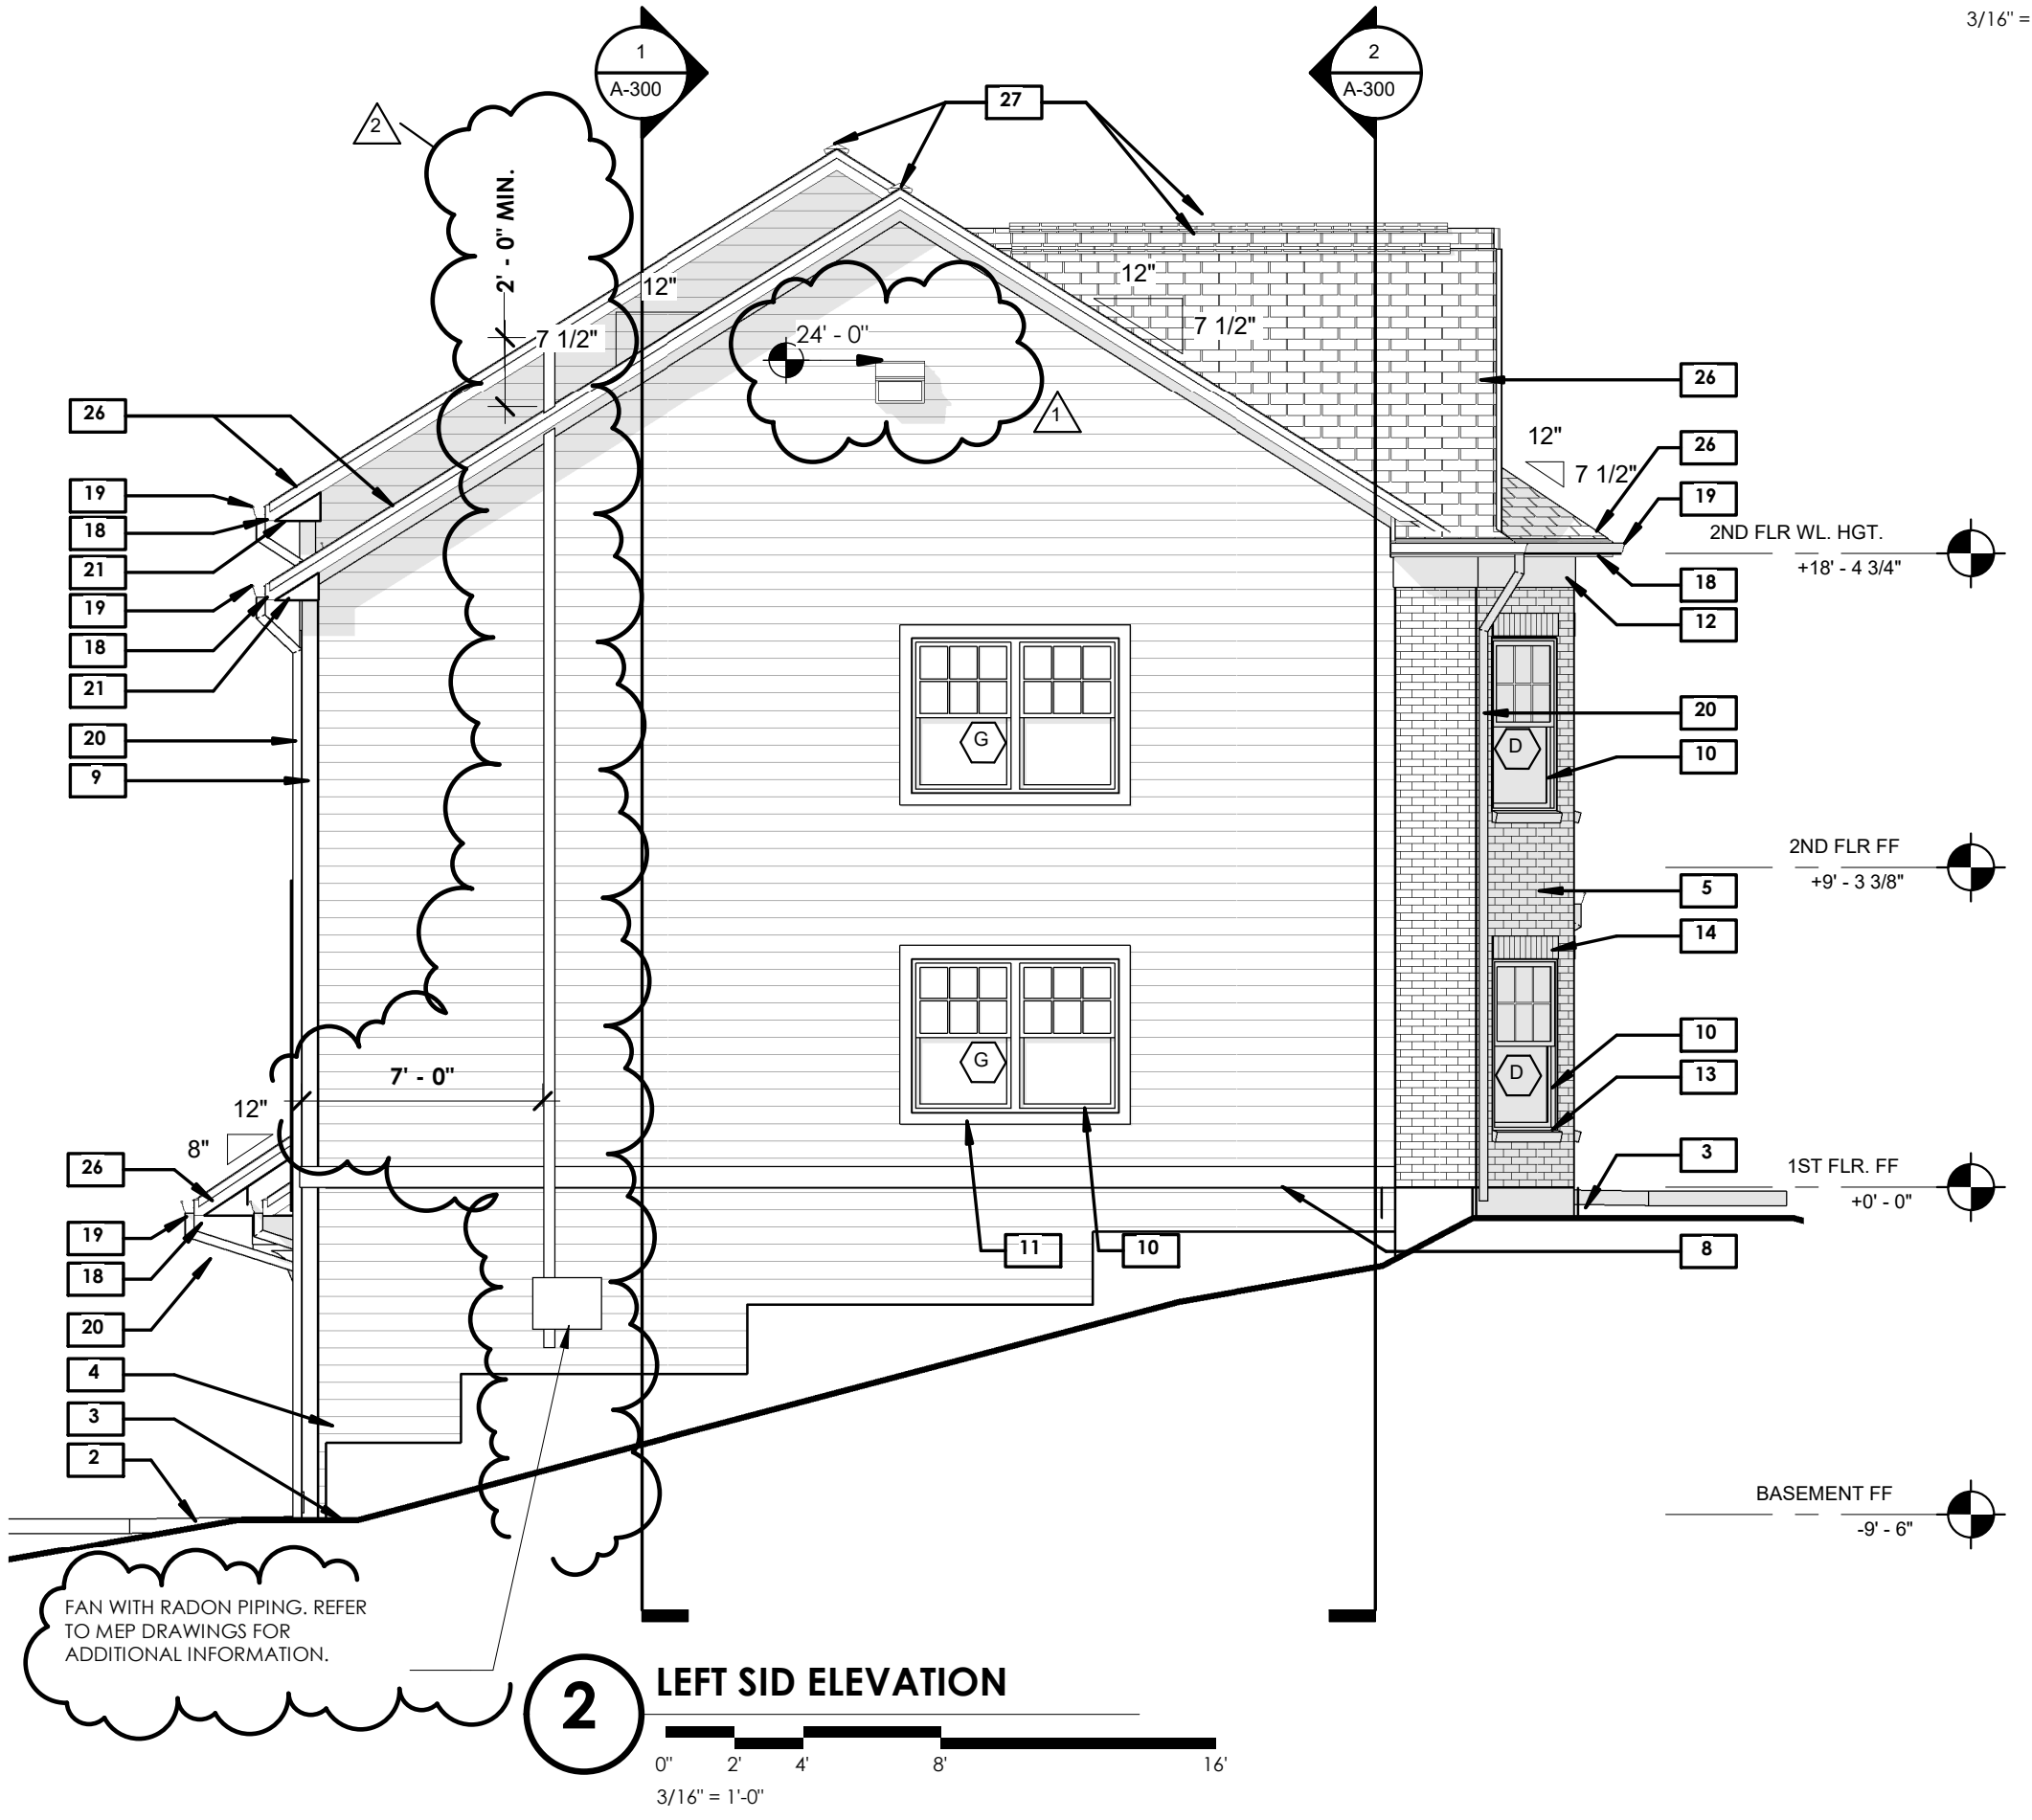 3/16" =
1
A-300
2
A-300
27
2
2' - 0" MIN.
12"
7 1/2"
24' - 0"
1
12"
7 1/2"
26
12"
7 1/2"
26
19
2ND FLR WL. HGT.
+18' - 4 3/4"
18
12
20
10
2ND FLR FF
+9' - 3 3/8"
5
14
10
13
3
1ST FLR. FF
+0' - 0"
8
BASEMENT FF
-9' - 6"
26
19
18
21
19
18
21
20
9
G
D
G
D
7' - 0"
12"
8"
26
19
18
20
4
3
2
11
10
FAN WITH RADON PIPING. REFER
TO MEP DRAWINGS FOR
ADDITIONAL INFORMATION.
2
LEFT SID ELEVATION
0" 2' 4' 8' 16'
3/16" = 1'-0"